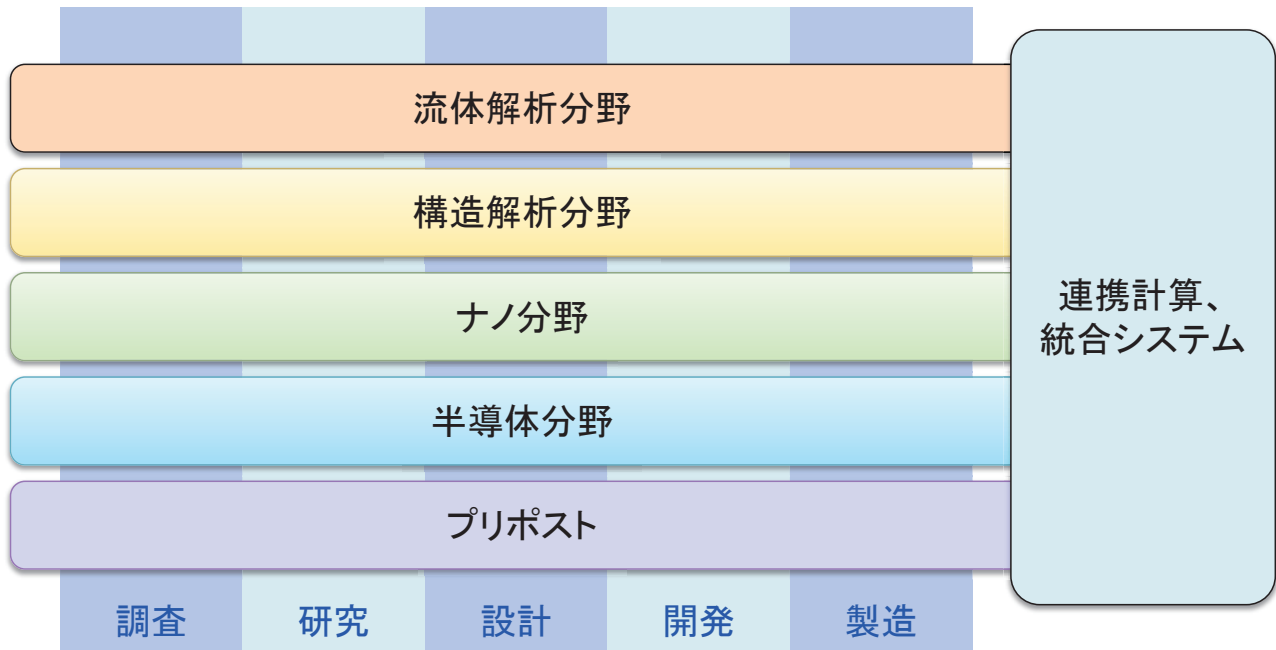 流体解析分野
構造解析分野
ナノ分野
半導体分野
プリポスト
連携計算、
統合システム
調査
研究
設計
開発
製造